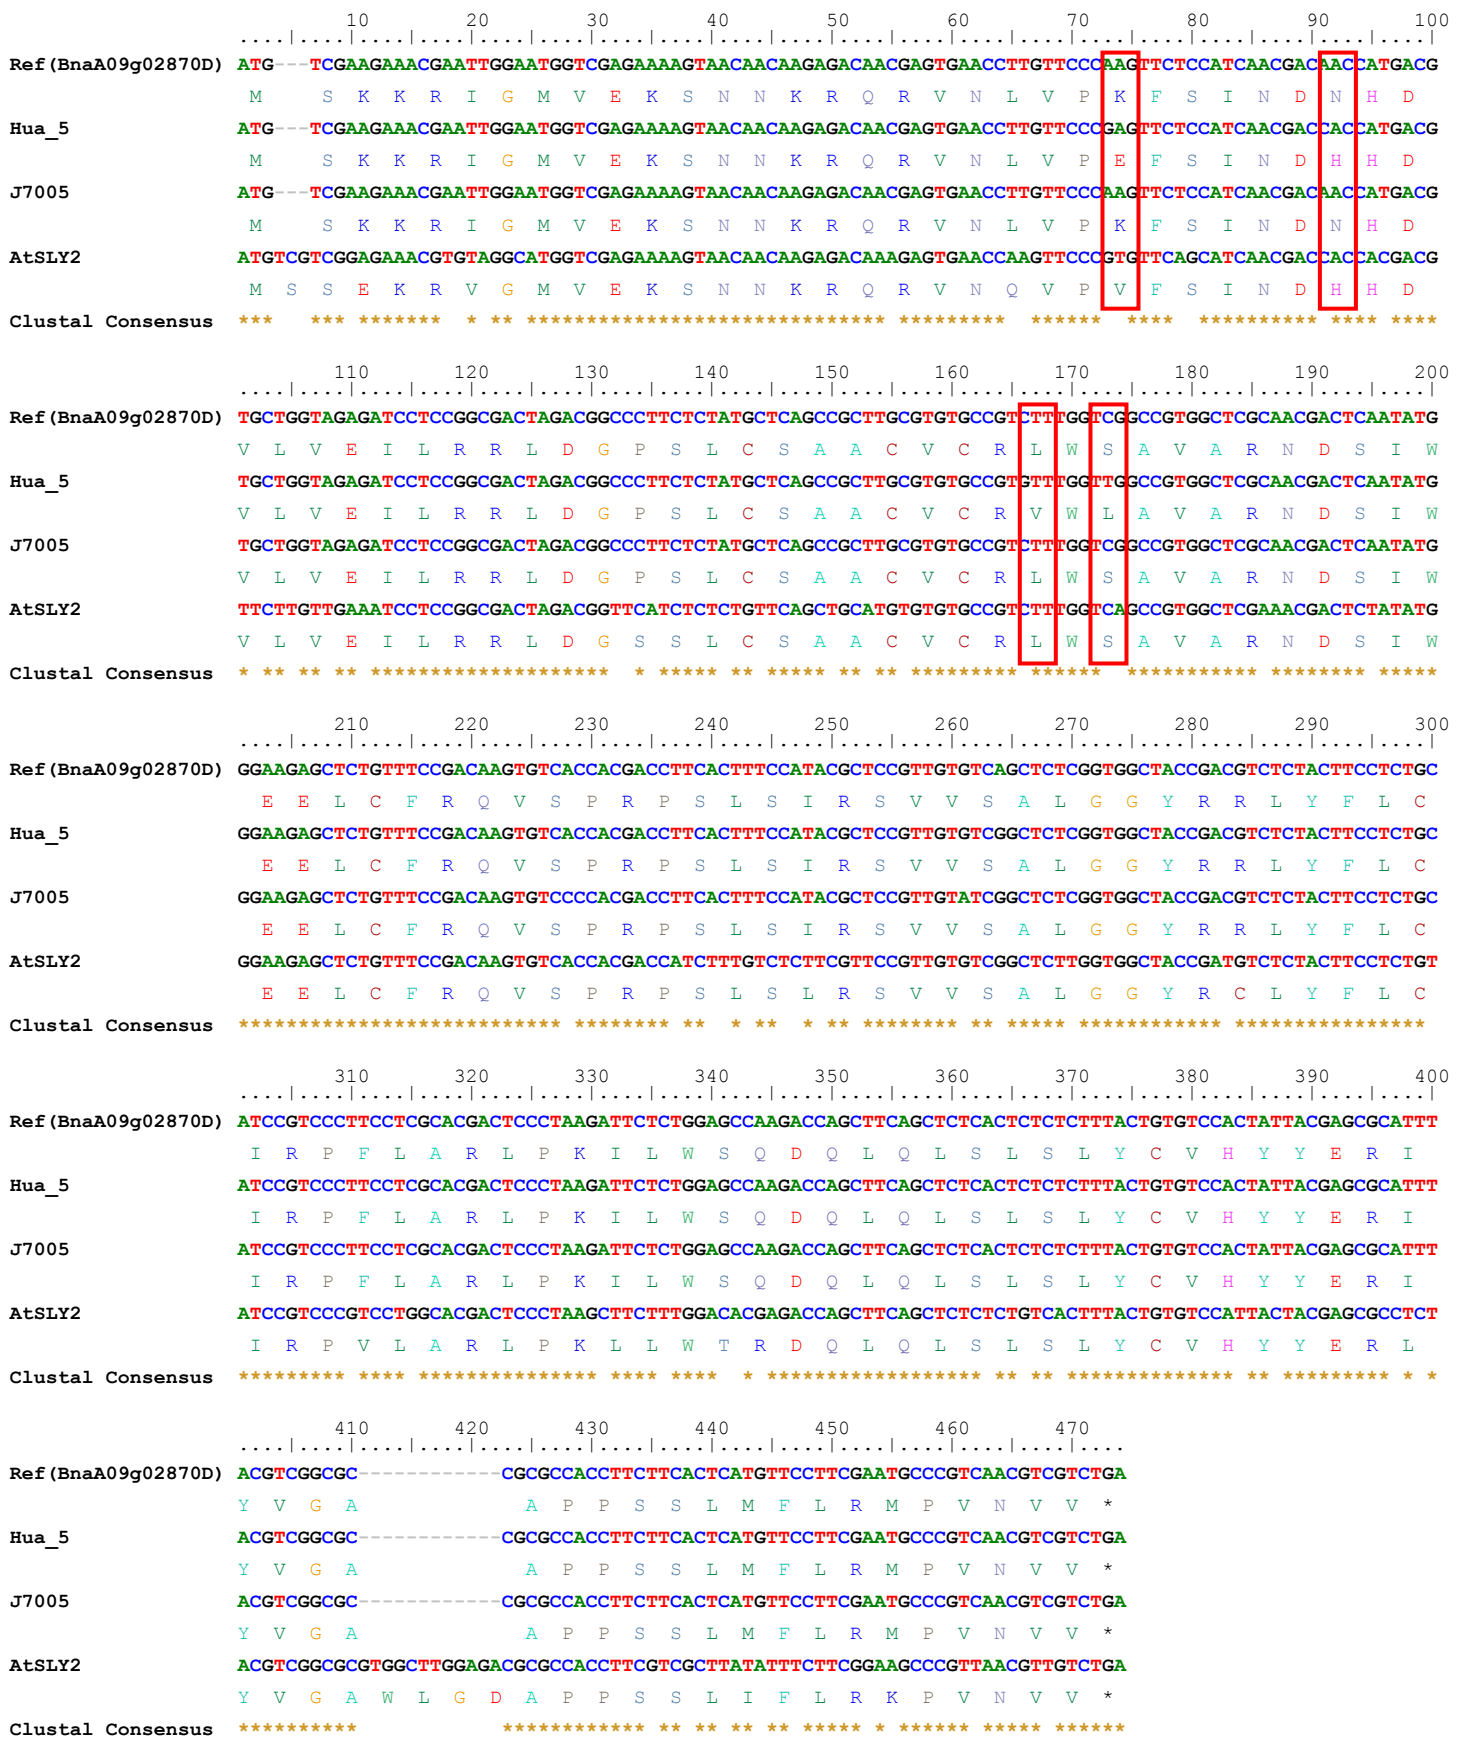 10 20 30 40 50 60 70 80 90 100
....|....|....|....|....|....|....|....|....|....|....|....|....|....|....|....|....|....|....|....|
Ref(BnaA09g02870D) ATG---TCGAAGAAACGAATTGGAATGGTCGAGAAAAGTAACAACAAGAGACAACGAGTGAACCTTGTTCCCAAGTTCTCCATCAACGACAACCATGACG
M S K K R I G M V E K S N N K R Q R V N L V P K F S I N D N H D
Hua_5 ATG---TCGAAGAAACGAATTGGAATGGTCGAGAAAAGTAACAACAAGAGACAACGAGTGAACCTTGTTCCCGAGTTCTCCATCAACGACCACCATGACG
M S K K R I G M V E K S N N K R Q R V N L V P E F S I N D H H D
J7005 ATG---TCGAAGAAACGAATTGGAATGGTCGAGAAAAGTAACAACAAGAGACAACGAGTGAACCTTGTTCCCAAGTTCTCCATCAACGACAACCATGACG
M S K K R I G M V E K S N N K R Q R V N L V P K F S I N D N H D
AtSLY2 ATGTCGTCGGAGAAACGTGTAGGCATGGTCGAGAAAAGTAACAACAAGAGACAAAGAGTGAACCAAGTTCCCGTGTTCAGCATCAACGACCACCACGACG
M S S E K R V G M V E K S N N K R Q R V N Q V P V F S I N D H H D
Clustal Consensus *** *** ******* * ** ****************************** ********* ****** **** ********** **** ****
110 120 130 140 150 160 170 180 190 200
....|....|....|....|....|....|....|....|....|....|....|....|....|....|....|....|....|....|....|....|
Ref(BnaA09g02870D) TGCTGGTAGAGATCCTCCGGCGACTAGACGGCCCTTCTCTATGCTCAGCCGCTTGCGTGTGCCGTCTTTGGTCGGCCGTGGCTCGCAACGACTCAATATG
V L V E I L R R L D G P S L C S A A C V C R L W S A V A R N D S I W
Hua_5 TGCTGGTAGAGATCCTCCGGCGACTAGACGGCCCTTCTCTATGCTCAGCCGCTTGCGTGTGCCGTGTTTGGTTGGCCGTGGCTCGCAACGACTCAATATG
V L V E I L R R L D G P S L C S A A C V C R V W L A V A R N D S I W
J7005 TGCTGGTAGAGATCCTCCGGCGACTAGACGGCCCTTCTCTATGCTCAGCCGCTTGCGTGTGCCGTCTTTGGTCGGCCGTGGCTCGCAACGACTCAATATG
V L V E I L R R L D G P S L C S A A C V C R L W S A V A R N D S I W
AtSLY2 TTCTTGTTGAAATCCTCCGGCGACTAGACGGTTCATCTCTCTGTTCAGCTGCATGTGTGTGCCGTCTTTGGTCAGCCGTGGCTCGAAACGACTCTATATG
V L V E I L R R L D G S S L C S A A C V C R L W S A V A R N D S I W
Clustal Consensus * ** ** ** ******************** * ***** ** ***** ** ** ********** ****** *********** ******** *****
210 220 230 240 250 260 270 280 290 300
....|....|....|....|....|....|....|....|....|....|....|....|....|....|....|....|....|....|....|....|
Ref(BnaA09g02870D) GGAAGAGCTCTGTTTCCGACAAGTGTCACCACGACCTTCACTTTCCATACGCTCCGTTGTGTCAGCTCTCGGTGGCTACCGACGTCTCTACTTCCTCTGC
E E L C F R Q V S P R P S L S I R S V V S A L G G Y R R L Y F L C
Hua_5 GGAAGAGCTCTGTTTCCGACAAGTGTCACCACGACCTTCACTTTCCATACGCTCCGTTGTGTCGGCTCTCGGTGGCTACCGACGTCTCTACTTCCTCTGC
E E L C F R Q V S P R P S L S I R S V V S A L G G Y R R L Y F L C
J7005 GGAAGAGCTCTGTTTCCGACAAGTGTCCCCACGACCTTCACTTTCCATACGCTCCGTTGTATCGGCTCTCGGTGGCTACCGACGTCTCTACTTCCTCTGC
E E L C F R Q V S P R P S L S I R S V V S A L G G Y R R L Y F L C
AtSLY2 GGAAGAGCTCTGTTTCCGACAAGTGTCACCACGACCATCTTTGTCTCTTCGTTCCGTTGTGTCGGCTCTTGGTGGCTACCGATGTCTCTACTTCCTCTGT
E E L C F R Q V S P R P S L S L R S V V S A L G G Y R C L Y F L C
Clustal Consensus *************************** ******** ** * ** * ** ******** ** ***** ************ ****************
310 320 330 340 350 360 370 380 390 400
....|....|....|....|....|....|....|....|....|....|....|....|....|....|....|....|....|....|....|....|
Ref(BnaA09g02870D) ATCCGTCCCTTCCTCGCACGACTCCCTAAGATTCTCTGGAGCCAAGACCAGCTTCAGCTCTCACTCTCTCTTTACTGTGTCCACTATTACGAGCGCATTT
I R P F L A R L P K I L W S Q D Q L Q L S L S L Y C V H Y Y E R I
Hua_5 ATCCGTCCCTTCCTCGCACGACTCCCTAAGATTCTCTGGAGCCAAGACCAGCTTCAGCTCTCACTCTCTCTTTACTGTGTCCACTATTACGAGCGCATTT
I R P F L A R L P K I L W S Q D Q L Q L S L S L Y C V H Y Y E R I
J7005 ATCCGTCCCTTCCTCGCACGACTCCCTAAGATTCTCTGGAGCCAAGACCAGCTTCAGCTCTCACTCTCTCTTTACTGTGTCCACTATTACGAGCGCATTT
I R P F L A R L P K I L W S Q D Q L Q L S L S L Y C V H Y Y E R I
AtSLY2 ATCCGTCCCGTCCTGGCACGACTCCCTAAGCTTCTTTGGACACGAGACCAGCTTCAGCTCTCTCTGTCACTTTACTGTGTCCATTACTACGAGCGCCTCT
I R P V L A R L P K L L W T R D Q L Q L S L S L Y C V H Y Y E R L
Clustal Consensus ********* **** *************** **** **** * ****************** ** ** ************** ** ********* * *
410 420 430 440 450 460 470
....|....|....|....|....|....|....|....|....|....|....|....|....|....|....
Ref(BnaA09g02870D) ACGTCGGCGC------------CGCGCCACCTTCTTCACTCATGTTCCTTCGAATGCCCGTCAACGTCGTCTGA
Y V G A A P P S S L M F L R M P V N V V *
Hua_5 ACGTCGGCGC------------CGCGCCACCTTCTTCACTCATGTTCCTTCGAATGCCCGTCAACGTCGTCTGA
Y V G A A P P S S L M F L R M P V N V V *
J7005 ACGTCGGCGC------------CGCGCCACCTTCTTCACTCATGTTCCTTCGAATGCCCGTCAACGTCGTCTGA
Y V G A A P P S S L M F L R M P V N V V *
AtSLY2 ACGTCGGCGCGTGGCTTGGAGACGCGCCACCTTCGTCGCTTATATTTCTTCGGAAGCCCGTTAACGTTGTCTGA
Y V G A W L G D A P P S S L I F L R K P V N V V *
Clustal Consensus ********** ************ ** ** ** ** ***** * ****** ***** ******